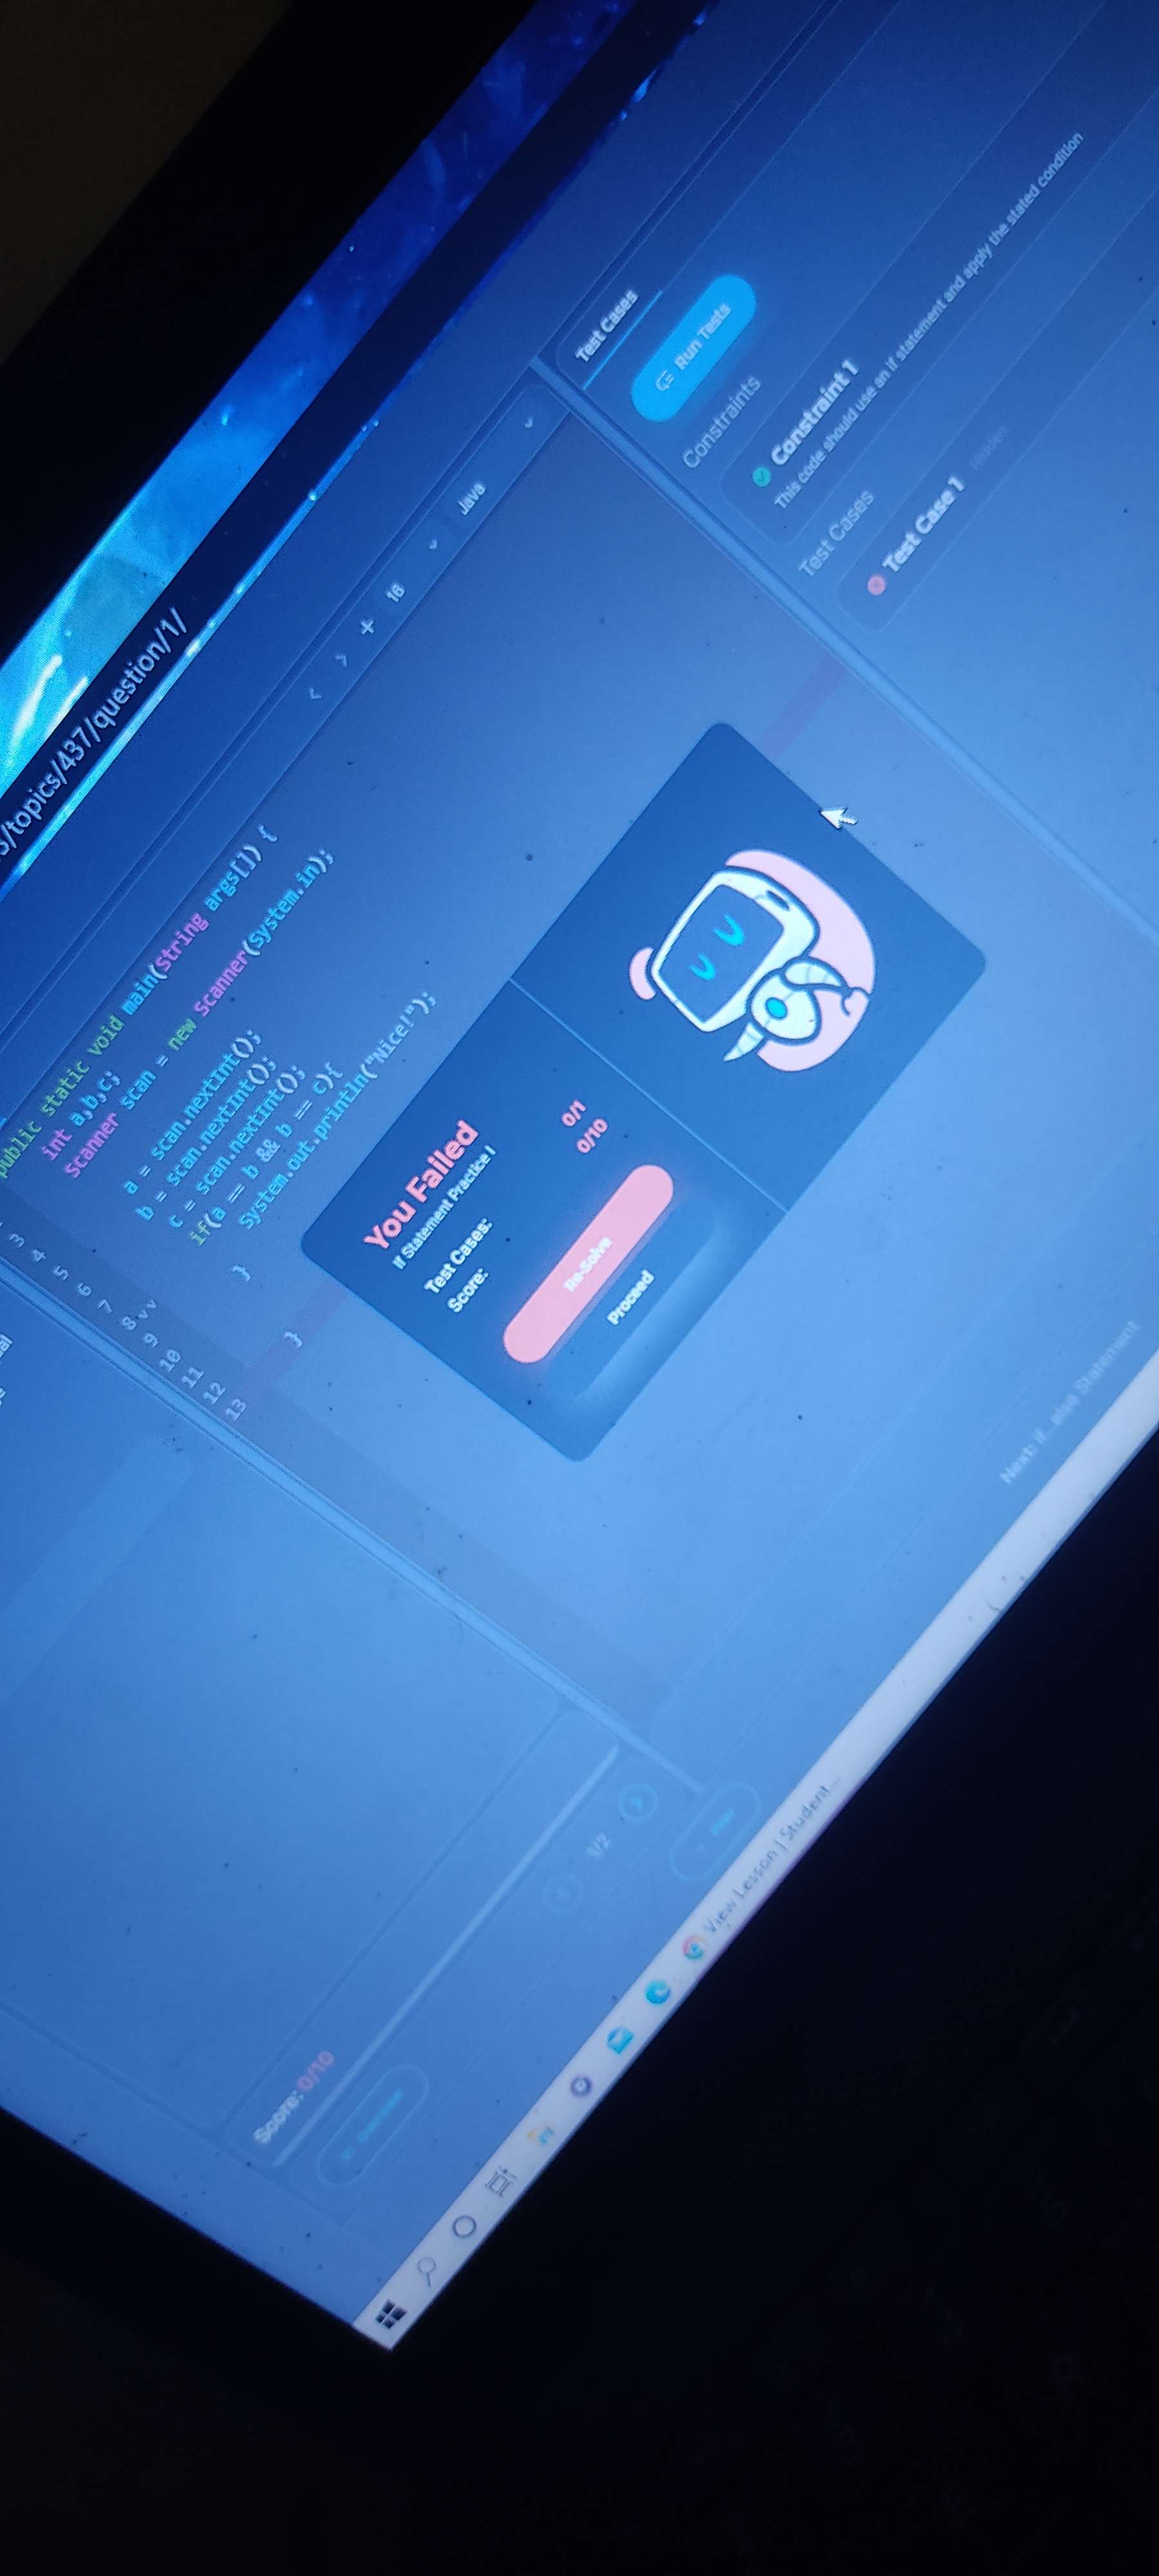 s/topics/437/question/1/
16
Java
3
4
5
6
7
8
9
10
11
12
13
public static void main(String args[]) {
int a,b,c;
Scanner scan = new Scanner(System.in);
a = scan.nextint();
b = scan.nextint();
c = scan.nextint();
if(a == b && b == c){
System.out.println("Nice!");
}
}
You Failed
If Statement Practice 1
Test Cases: 0/1
Score: 0/10
Re-Solve
Proceed
Test Cases
Run Tests
Constraints
Constraint 1
This code should use an if statement and apply the stated condition
Test Cases
Test Case 1 Hidden
Score: 0/10
Overview
1/2
Next: if...else Statement
View Lesson | Student...